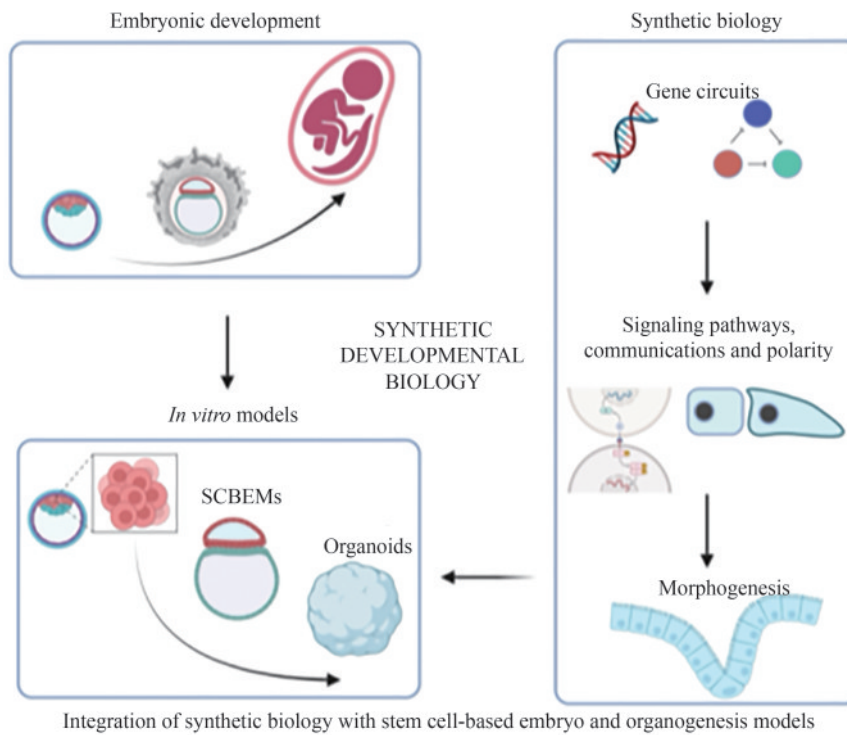 Embryonic development
Synthetic biology
Gene circuits
Signaling pathways,
communications and polarity
SYNTHETIC
DEVELOPMENTAL
BIOLOGY
In vitro models
SCBEMs
Organoids
Morphogenesis
Integration of synthetic biology with stem cell-based embryo and organogenesis models